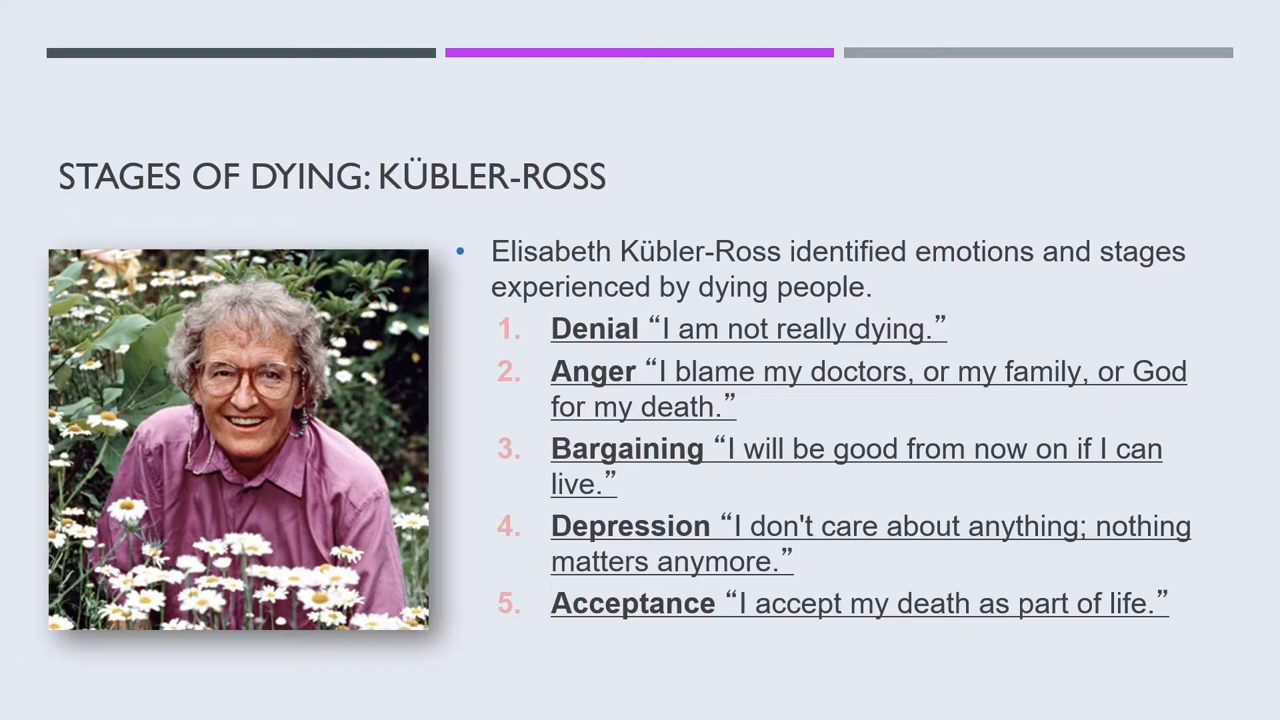 STAGES OF DYING: KÜBLER-ROSS
• Elisabeth Kübler-Ross identified emotions and stages
experienced by dying people.
1. Denial “I am not really dying.”
2. Anger “I blame my doctors, or my family, or God
for my death.”
3. Bargaining “I will be good from now on if I can
live.”
4. Depression “I don't care about anything; nothing
matters anymore.”
5. Acceptance “I accept my death as part of life.”